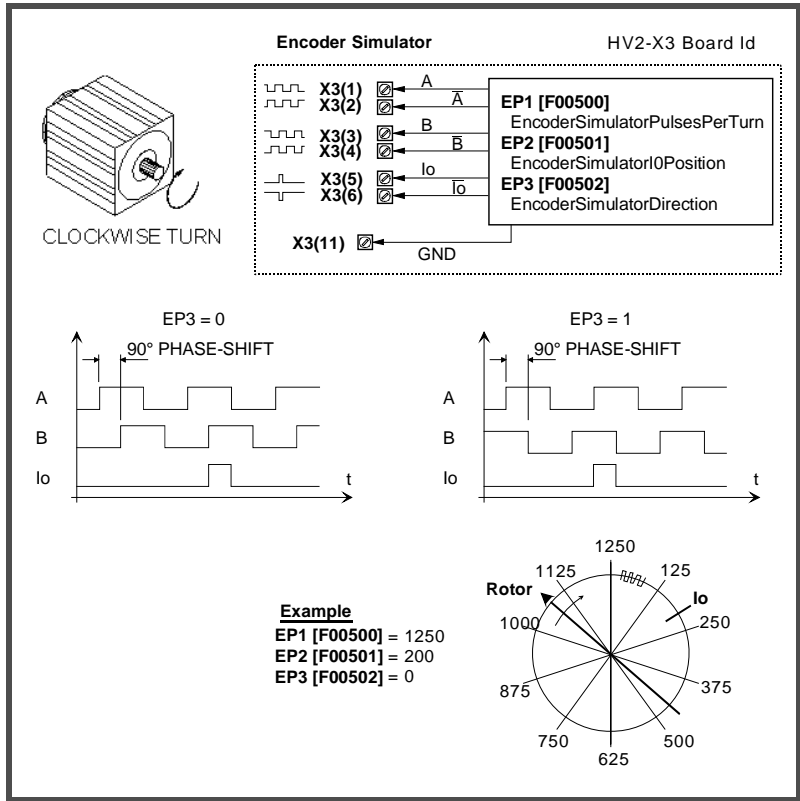 Encoder Simulator
HV2-X3 Board Id
X3(1) A
X3(2) A̅
X3(3) B
X3(4) B̅
X3(5) Io
X3(6) I̅o̅
X3(11) GND
EP1 [F00500]
EncoderSimulatorPulsesPerTurn
EP2 [F00501]
EncoderSimulatorI0Position
EP3 [F00502]
EncoderSimulatorDirection
CLOCKWISE TURN
EP3 = 0
90° PHASE-SHIFT
A
B
Io
t
EP3 = 1
90° PHASE-SHIFT
A
B
Io
t
Example
EP1 [F00500] = 1250
EP2 [F00501] = 200
EP3 [F00502] = 0
1250
1125
125
Rotor
Io
1000
250
875
375
750
500
625